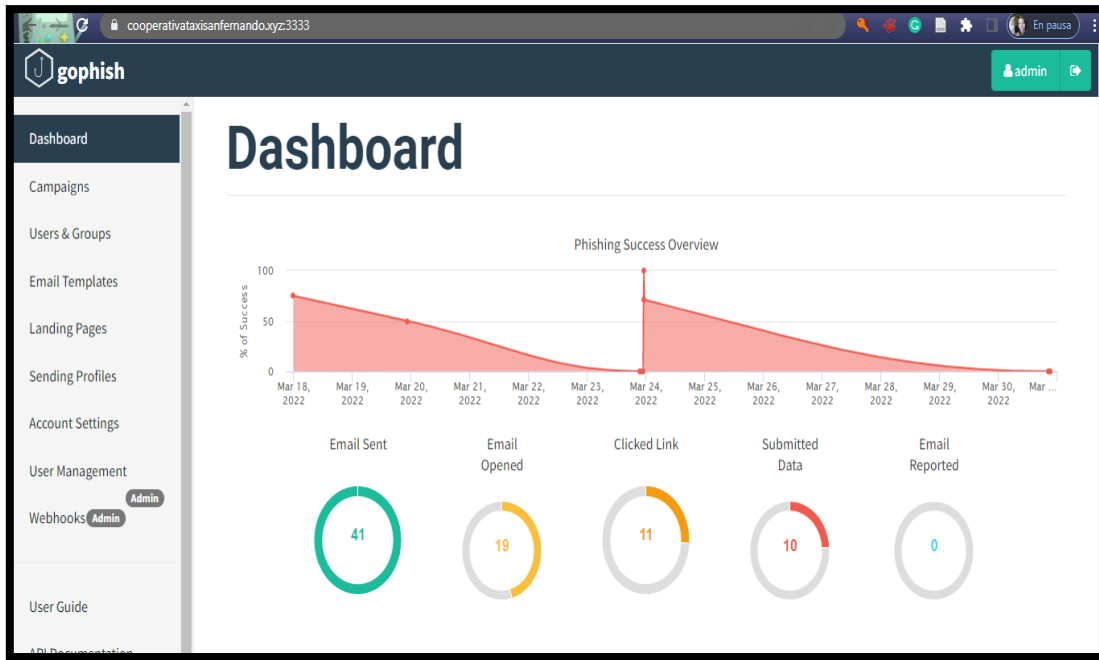 cooperativataxisanfernando.xyz:3333
En pausa
gophish
admin
Dashboard
Campaigns
Users & Groups
Email Templates
Landing Pages
Sending Profiles
Account Settings
User Management
Admin
Webhooks Admin
User Guide
API Documentation
Dashboard
Phishing Success Overview
% of Success
100
50
0
Mar 18, 2022
Mar 19, 2022
Mar 20, 2022
Mar 21, 2022
Mar 22, 2022
Mar 23, 2022
Mar 24, 2022
Mar 25, 2022
Mar 26, 2022
Mar 27, 2022
Mar 28, 2022
Mar 29, 2022
Mar 30, 2022
Mar ...
Email Sent
41
Email
Opened
19
Clicked Link
11
Submitted
Data
10
Email
Reported
0